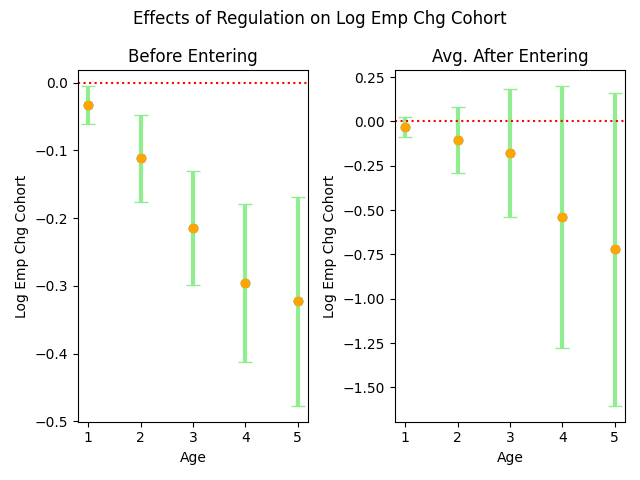 Effects of Regulation on Log Emp Chg Cohort
Before Entering
Log Emp Chg Cohort
0.0
−0.1
−0.2
−0.3
−0.4
−0.5
1 2 3 4 5
Age
Avg. After Entering
Log Emp Chg Cohort
0.25
0.00
−0.25
−0.50
−0.75
−1.00
−1.25
−1.50
1 2 3 4 5
Age